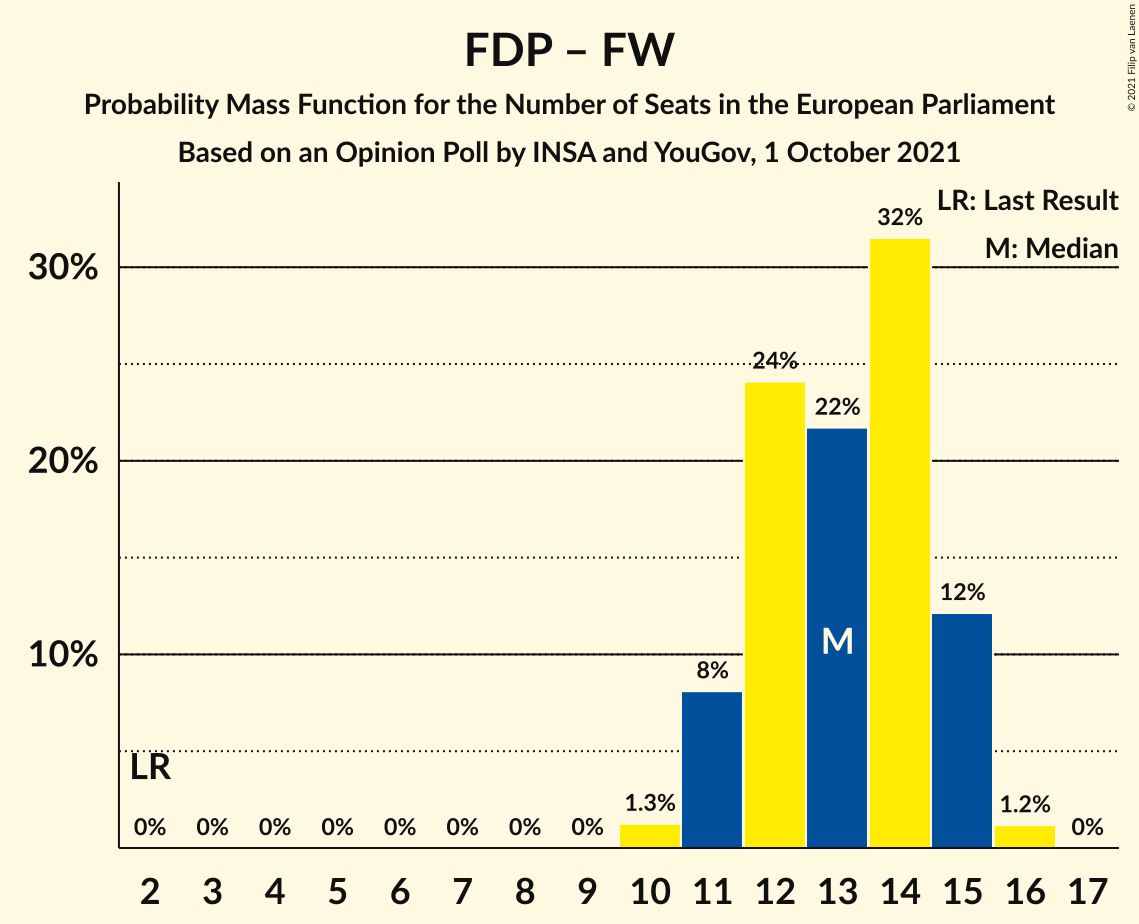 FDP – FW
Probability Mass Function for the Number of Seats in the European Parliament
Based on an Opinion Poll by INSA and YouGov, 1 October 2021
© 2021 Filip van Laenen
LR: Last Result
M: Median
30%
20%
10%
32%
24%
22%
12%
8%
M
LR
0% 0% 0% 0% 0% 0% 0% 0% 1.3% 1.2% 0%
2 3 4 5 6 7 8 9 10 11 12 13 14 15 16 17